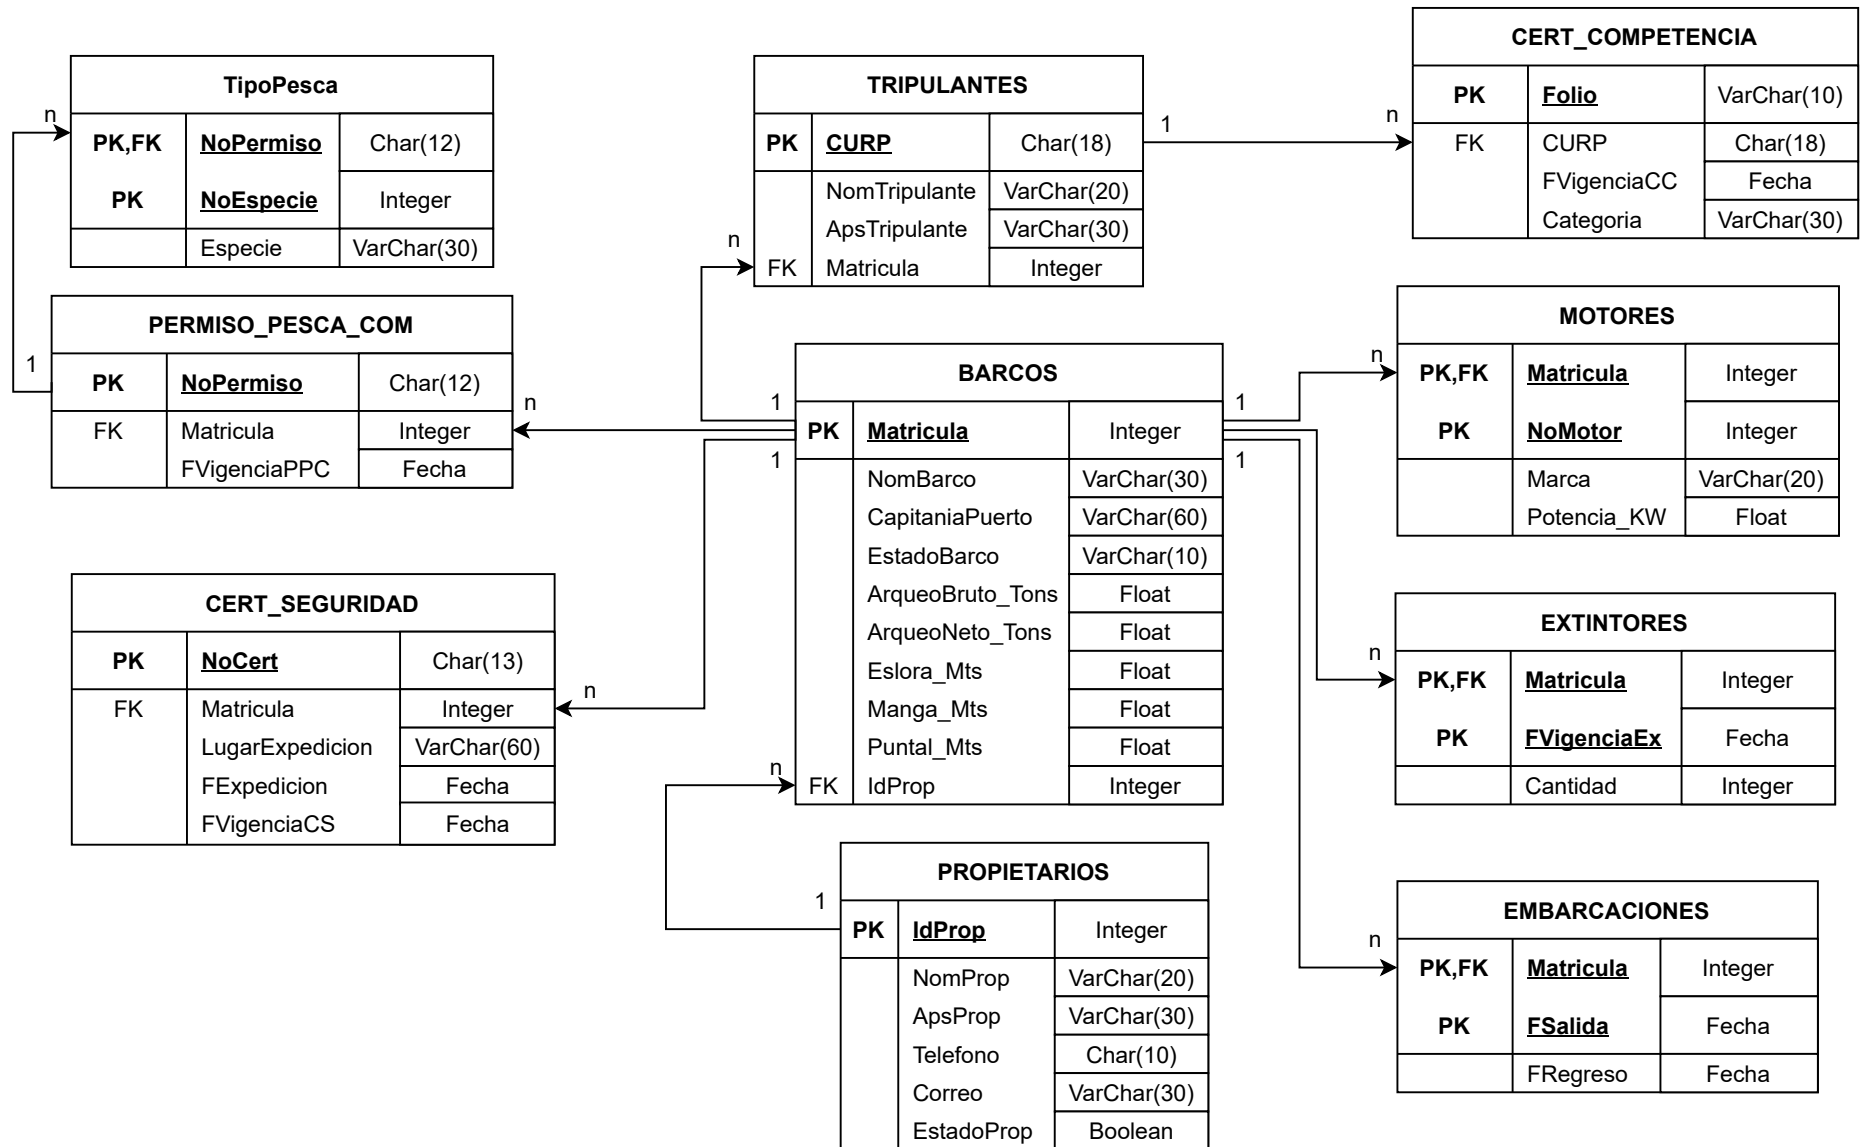 TipoPesca
n
PK,FK NoPermiso Char(12)
PK NoEspecie Integer
Especie VarChar(30)
PERMISO_PESCA_COM
1
PK NoPermiso Char(12)
n
FK Matricula Integer
FVigenciaPPC Fecha
CERT_SEGURIDAD
PK NoCert Char(13)
n
FK Matricula Integer
LugarExpedicion VarChar(60)
FExpedicion Fecha
FVigenciaCS Fecha
TRIPULANTES
1
PK CURP Char(18)
NomTripulante VarChar(20)
ApsTripulante VarChar(30)
n
FK Matricula Integer
BARCOS
1
1
PK Matricula Integer
1
1
NomBarco VarChar(30)
CapitaniaPuerto VarChar(60)
EstadoBarco VarChar(10)
ArqueoBruto_Tons Float
ArqueoNeto_Tons Float
Eslora_Mts Float
Manga_Mts Float
Puntal_Mts Float
n
FK IdProp Integer
PROPIETARIOS
1
PK IdProp Integer
NomProp VarChar(20)
ApsProp VarChar(30)
Telefono Char(10)
Correo VarChar(30)
EstadoProp Boolean
CERT_COMPETENCIA
PK Folio VarChar(10)
n
FK CURP Char(18)
FVigenciaCC Fecha
Categoria VarChar(30)
MOTORES
n
PK,FK Matricula Integer
PK NoMotor Integer
Marca VarChar(20)
Potencia_KW Float
EXTINTORES
n
PK,FK Matricula Integer
PK FVigenciaEx Fecha
Cantidad Integer
EMBARCACIONES
n
PK,FK Matricula Integer
PK FSalida Fecha
FRegreso Fecha